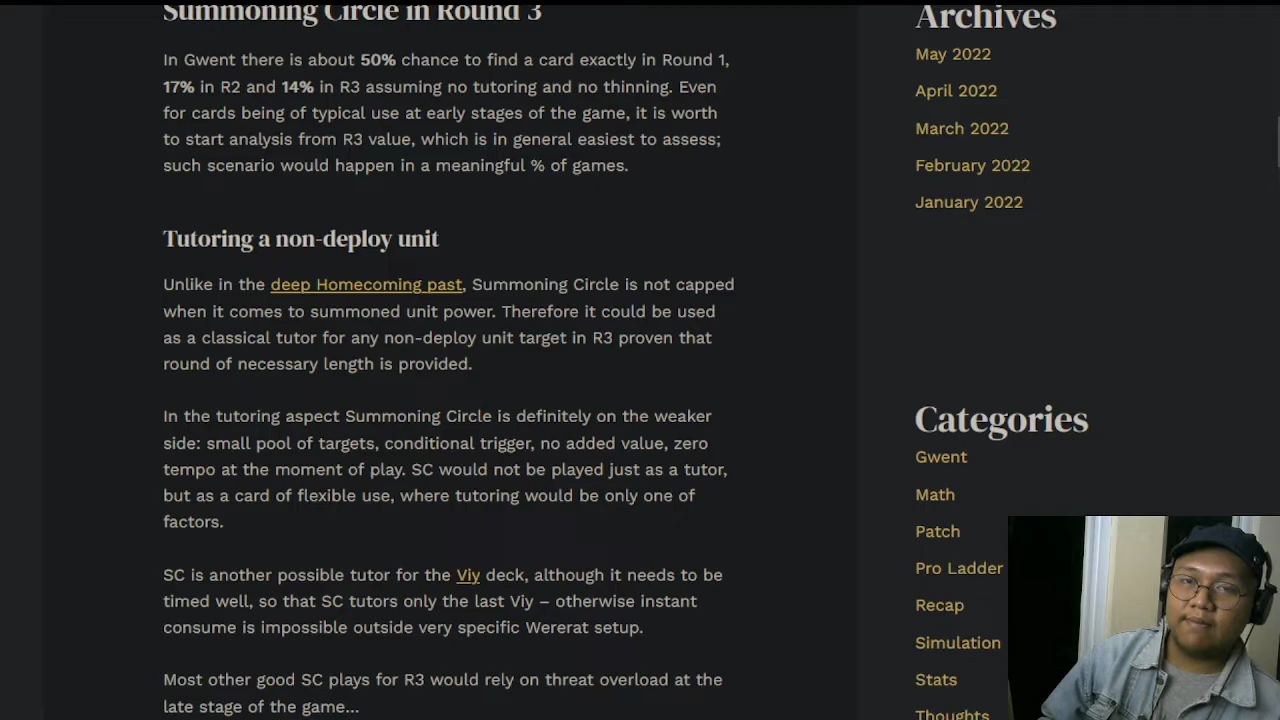 Summoning Circle in Round 3
In Gwent there is about 50% chance to find a card exactly in Round 1,
17% in R2 and 14% in R3 assuming no tutoring and no thinning. Even
for cards being of typical use at early stages of the game, it is worth
to start analysis from R3 value, which is in general easiest to assess;
such scenario would happen in a meaningful % of games.
Tutoring a non-deploy unit
Unlike in the deep Homecoming past, Summoning Circle is not capped
when it comes to summoned unit power. Therefore it could be used
as a classical tutor for any non-deploy unit target in R3 proven that
round of necessary length is provided.
In the tutoring aspect Summoning Circle is definitely on the weaker
side: small pool of targets, conditional trigger, no added value, zero
tempo at the moment of play. SC would not be played just as a tutor,
but as a card of flexible use, where tutoring would be only one of
factors.
SC is another possible tutor for the Viy deck, although it needs to be
timed well, so that SC tutors only the last Viy – otherwise instant
consume is impossible outside very specific Wererat setup.
Most other good SC plays for R3 would rely on threat overload at the
late stage of the game...
Archives
May 2022
April 2022
March 2022
February 2022
January 2022
Categories
Gwent
Math
Patch
Pro Ladder
Recap
Simulation
Stats
Thoughts